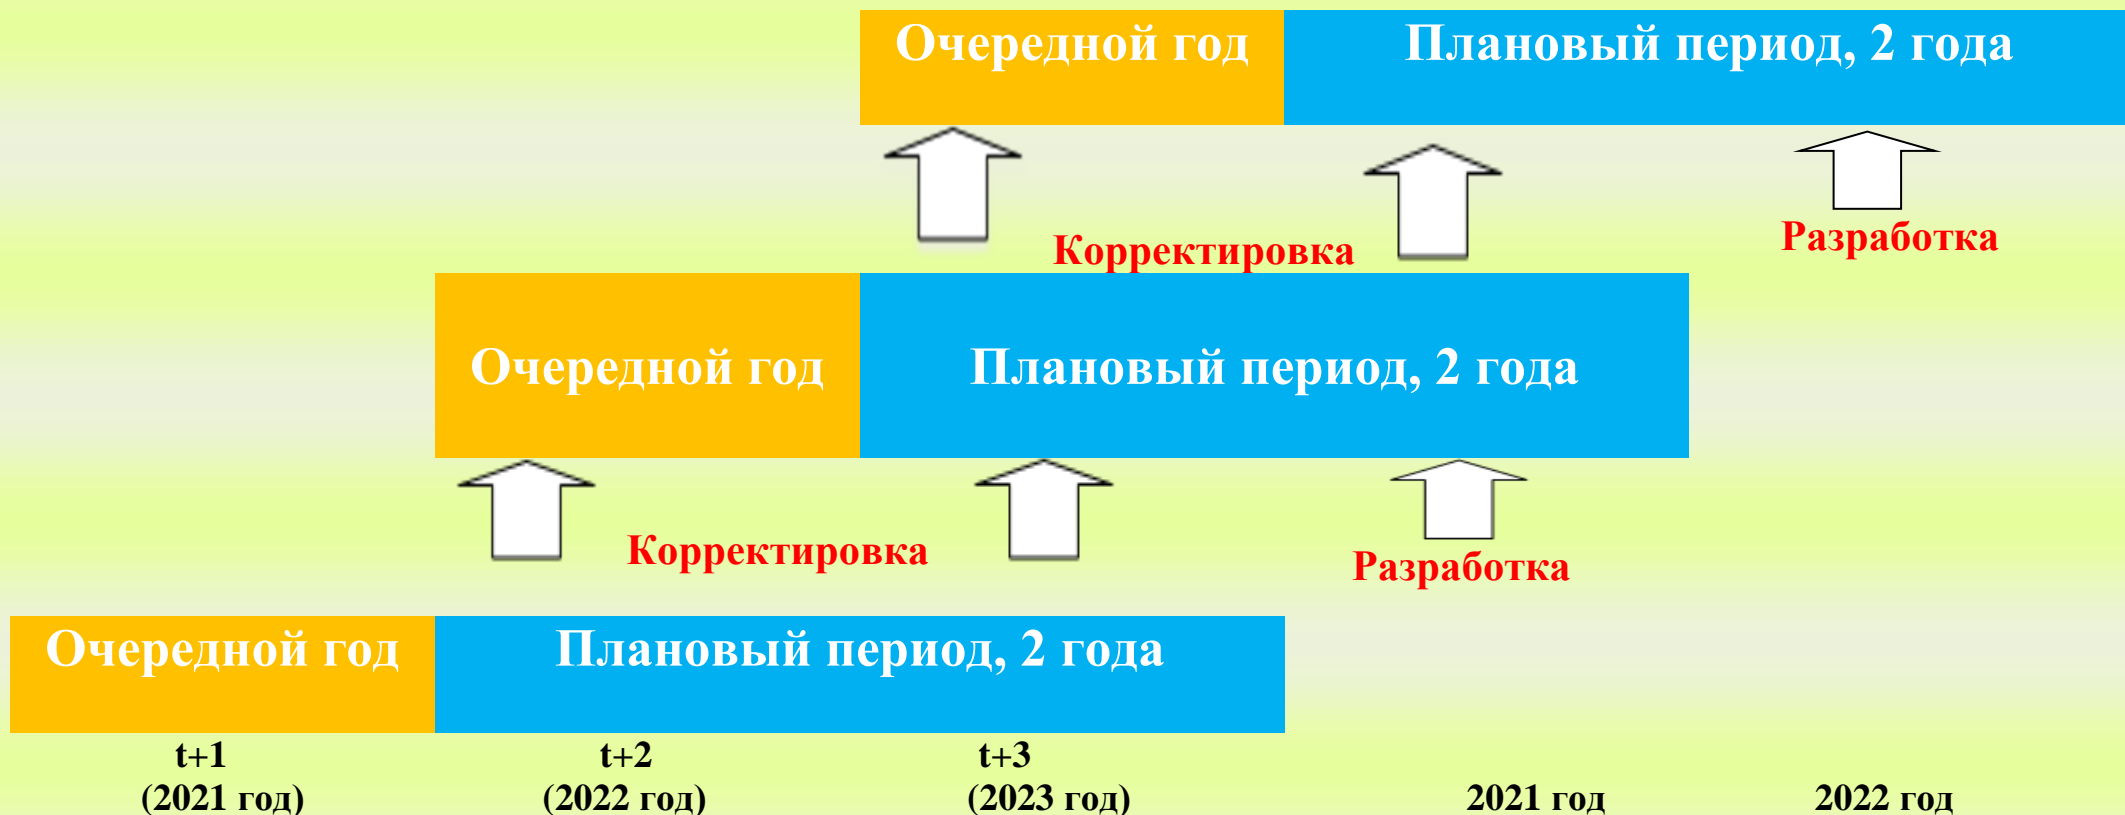 Очередной год
Плановый период, 2 года
Корректировка
Разработка
Очередной год
Плановый период, 2 года
Корректировка
Разработка
Очередной год
Плановый период, 2 года
t+1
t+2
t+3
(2021 год)
(2022 год)
(2023 год)
2021 год
2022 год